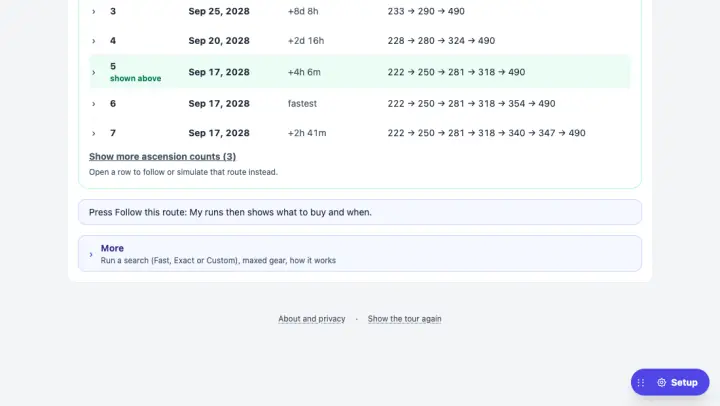 3 Sep 25, 2028 +8d 8h 233 → 290 → 490
4 Sep 20, 2028 +2d 16h 228 → 280 → 324 → 490
5 Sep 17, 2028 +4h 6m 222 → 250 → 281 → 318 → 490
shown above
6 Sep 17, 2028 fastest 222 → 250 → 281 → 318 → 354 → 490
7 Sep 17, 2028 +2h 41m 222 → 250 → 281 → 318 → 340 → 347 → 490
Show more ascension counts (3)
Open a row to follow or simulate that route instead.
Press Follow this route: My runs then shows what to buy and when.
More
Run a search (Fast, Exact or Custom), maxed gear, how it works
About and privacy · Show the tour again
Setup